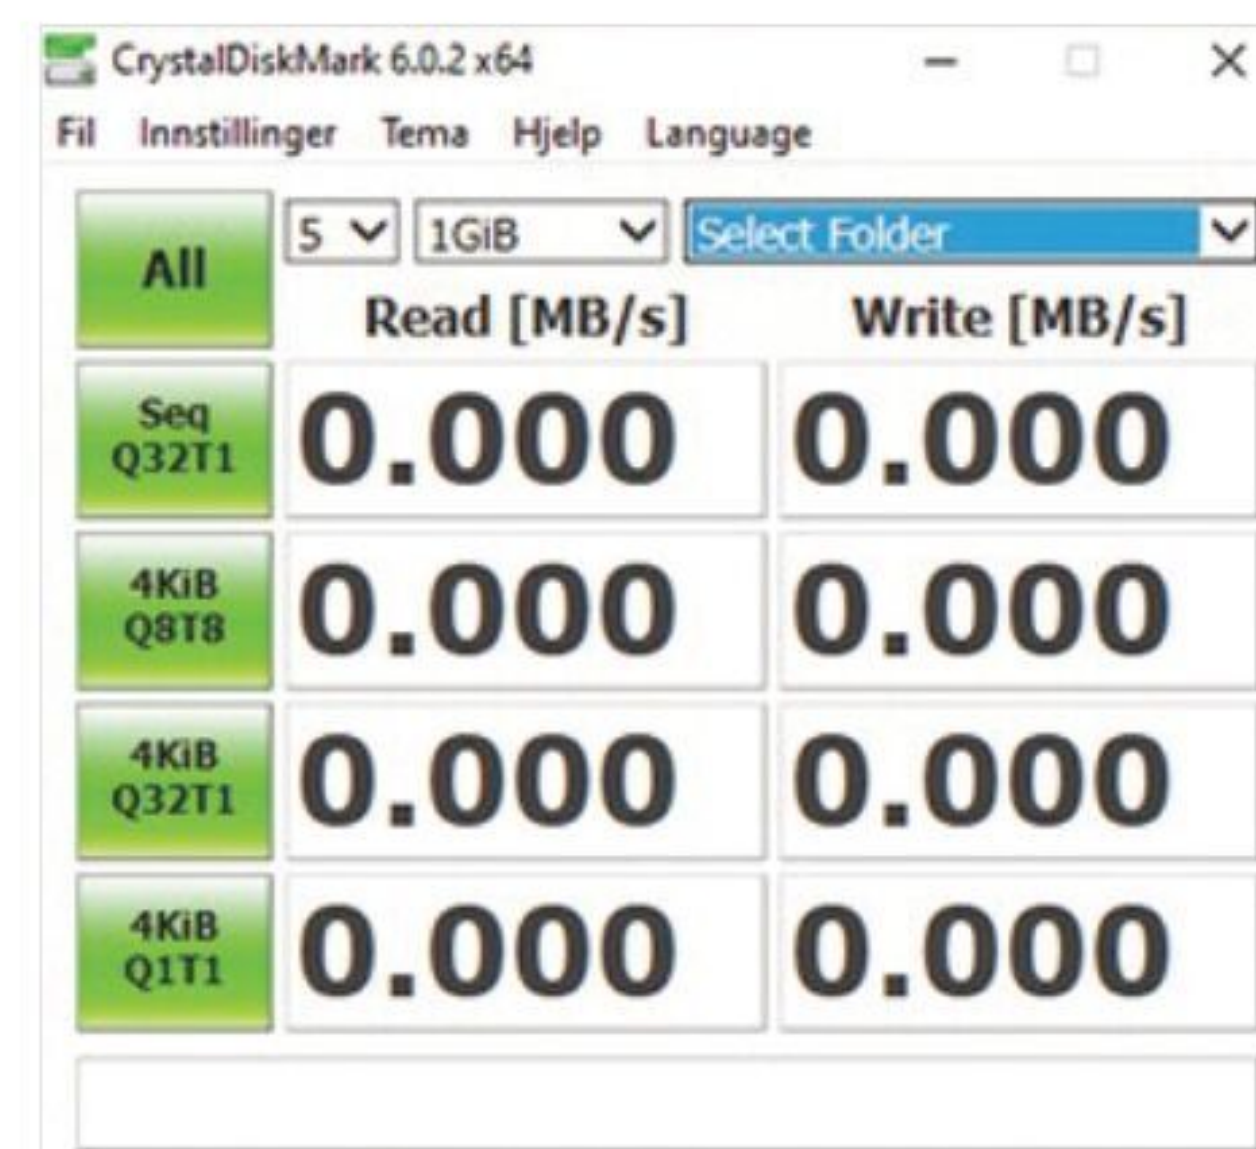 CrystalDiskMark 6.0.2 x64
Fil Innstillinger Tema Hjelp Language
All 5 1GiB Select Folder
Read [MB/s] Write [MB/s]
Seq
Q32T1 0.000 0.000
4KiB
Q8T8 0.000 0.000
4KiB
Q32T1 0.000 0.000
4KiB
Q1T1 0.000 0.000